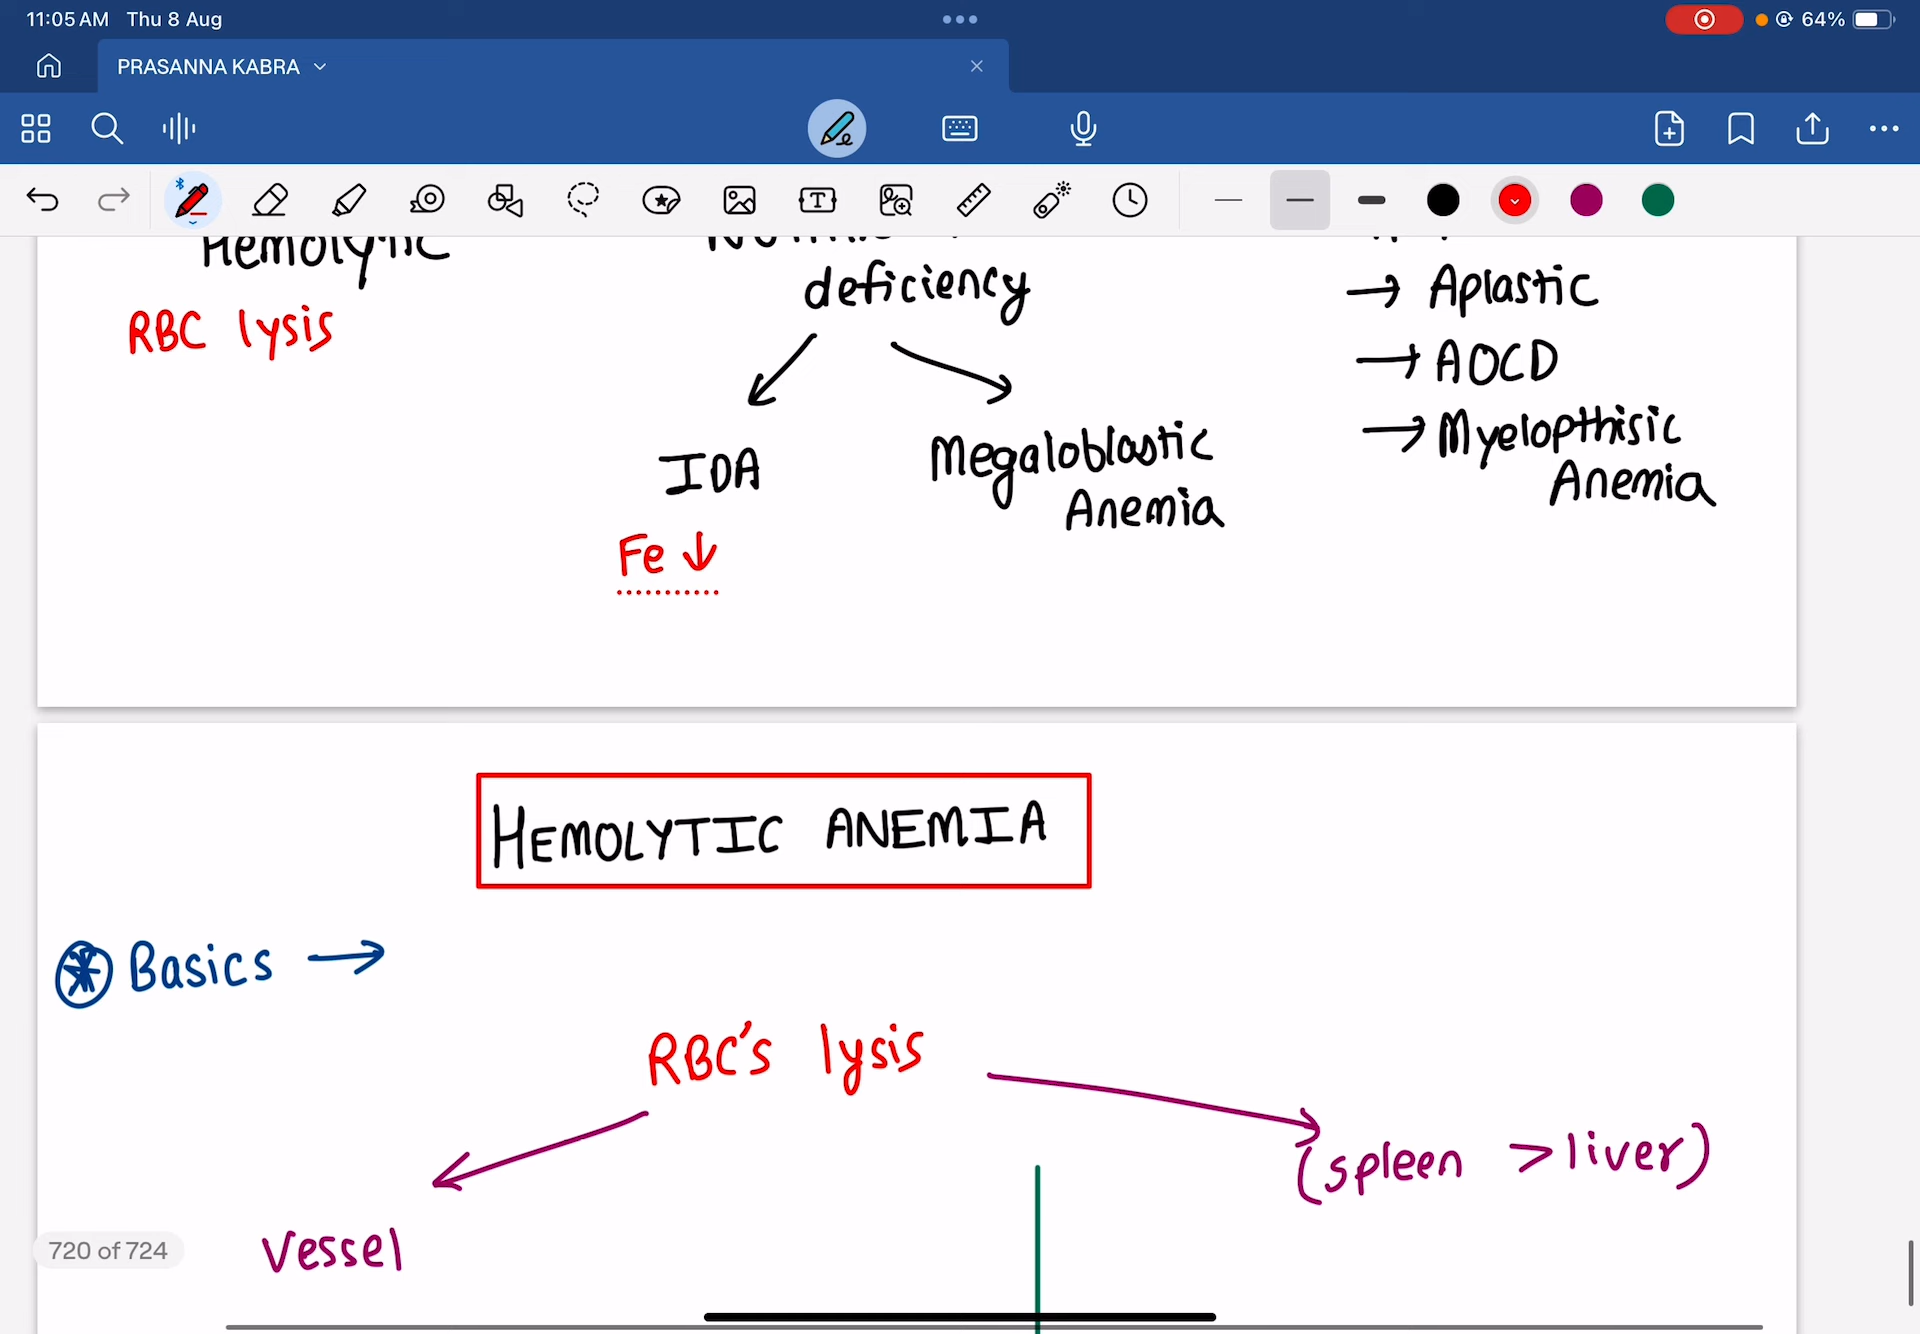 11:05 AM Thu 8 Aug
64%
PRASANNA KABRA
Hemolytic
deficiency
→ Aplastic
RBC lysis
→ AOCD
→ Myelopthisic
Anemia
IDA
Megaloblastic
Anemia
Fe ↓
HEMOLYTIC ANEMIA
Basics →
RBC's lysis
(spleen > liver)
Vessel
720 of 724